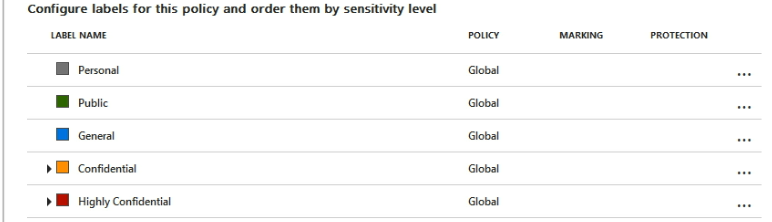 Configure labels for this policy and order them by sensitivity level
LABEL NAME POLICY MARKING PROTECTION
Personal Global ...
Public Global ...
General Global ...
Confidential Global ...
Highly Confidential Global ...